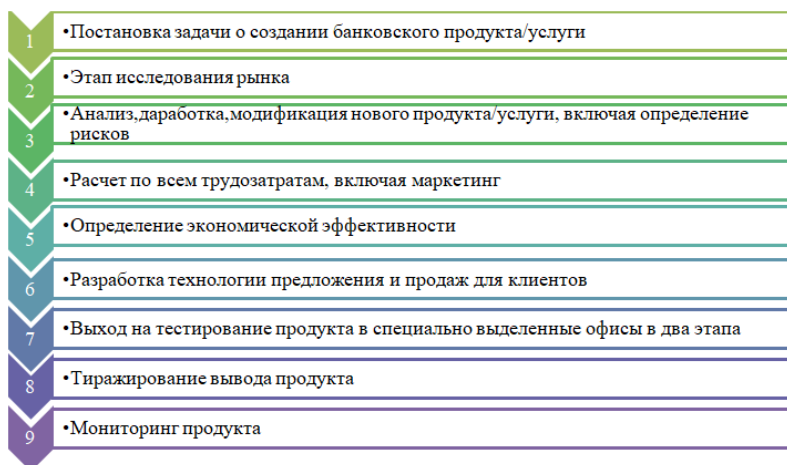 1
•Постановка задачи о создании банковского продукта/услуги
2
•Этап исследования рынка
3
•Анализ,даработка,модификация нового продукта/услуги, включая определение
рисков
4
•Расчет по всем трудозатратам, включая маркетинг
5
•Определение экономической эффективности
6
•Разработка технологии предложения и продаж для клиентов
7
•Выход на тестирование продукта в специально выделенные офисы в два этапа
8
•Тиражирование вывода продукта
9
•Мониторинг продукта